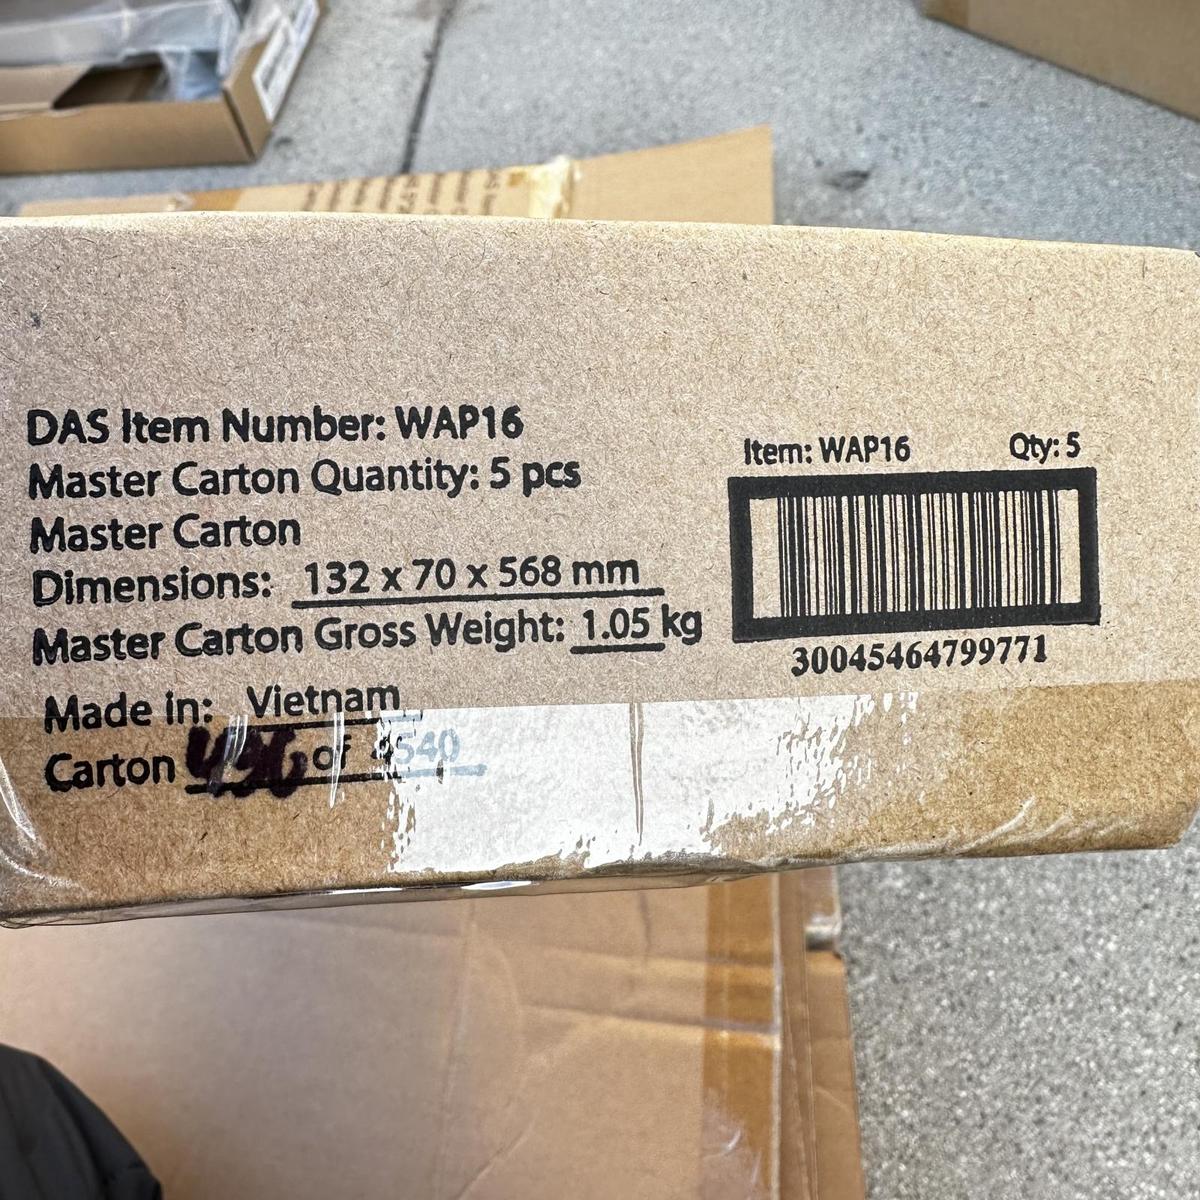 DAS Item Number: WAP16
Master Carton Quantity: 5 pcs
Master Carton
Dimensions: 132 x 70 x 568 mm
Master Carton Gross Weight: 1.05 kg
Made in: Vietnam
Carton 496 of
Item: WAP16 Qty: 5
30045464799771